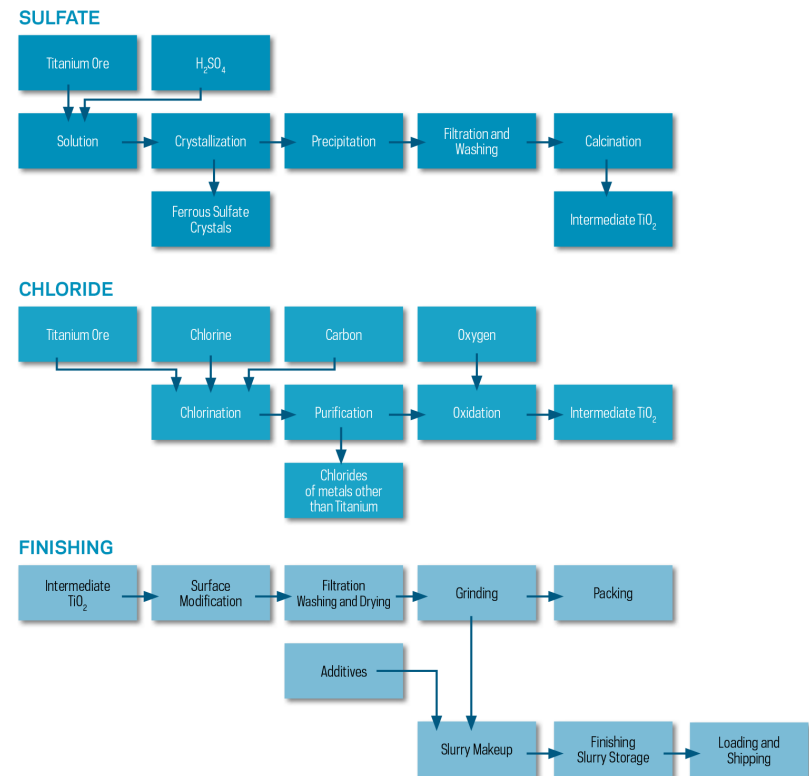 SULFATE
Titanium Ore
H₂SO₄
Solution
Crystallization
Precipitation
Filtration and
Washing
Calcination
Ferrous Sulfate
Crystals
Intermediate TiO₂
CHLORIDE
Titanium Ore
Chlorine
Carbon
Oxygen
Chlorination
Purification
Oxidation
Intermediate TiO₂
Chlorides
of metals other
than Titanium
FINISHING
Intermediate
TiO₂
Surface
Modification
Filtration
Washing and Drying
Grinding
Packing
Additives
Slurry Makeup
Finishing
Slurry Storage
Loading and
Shipping